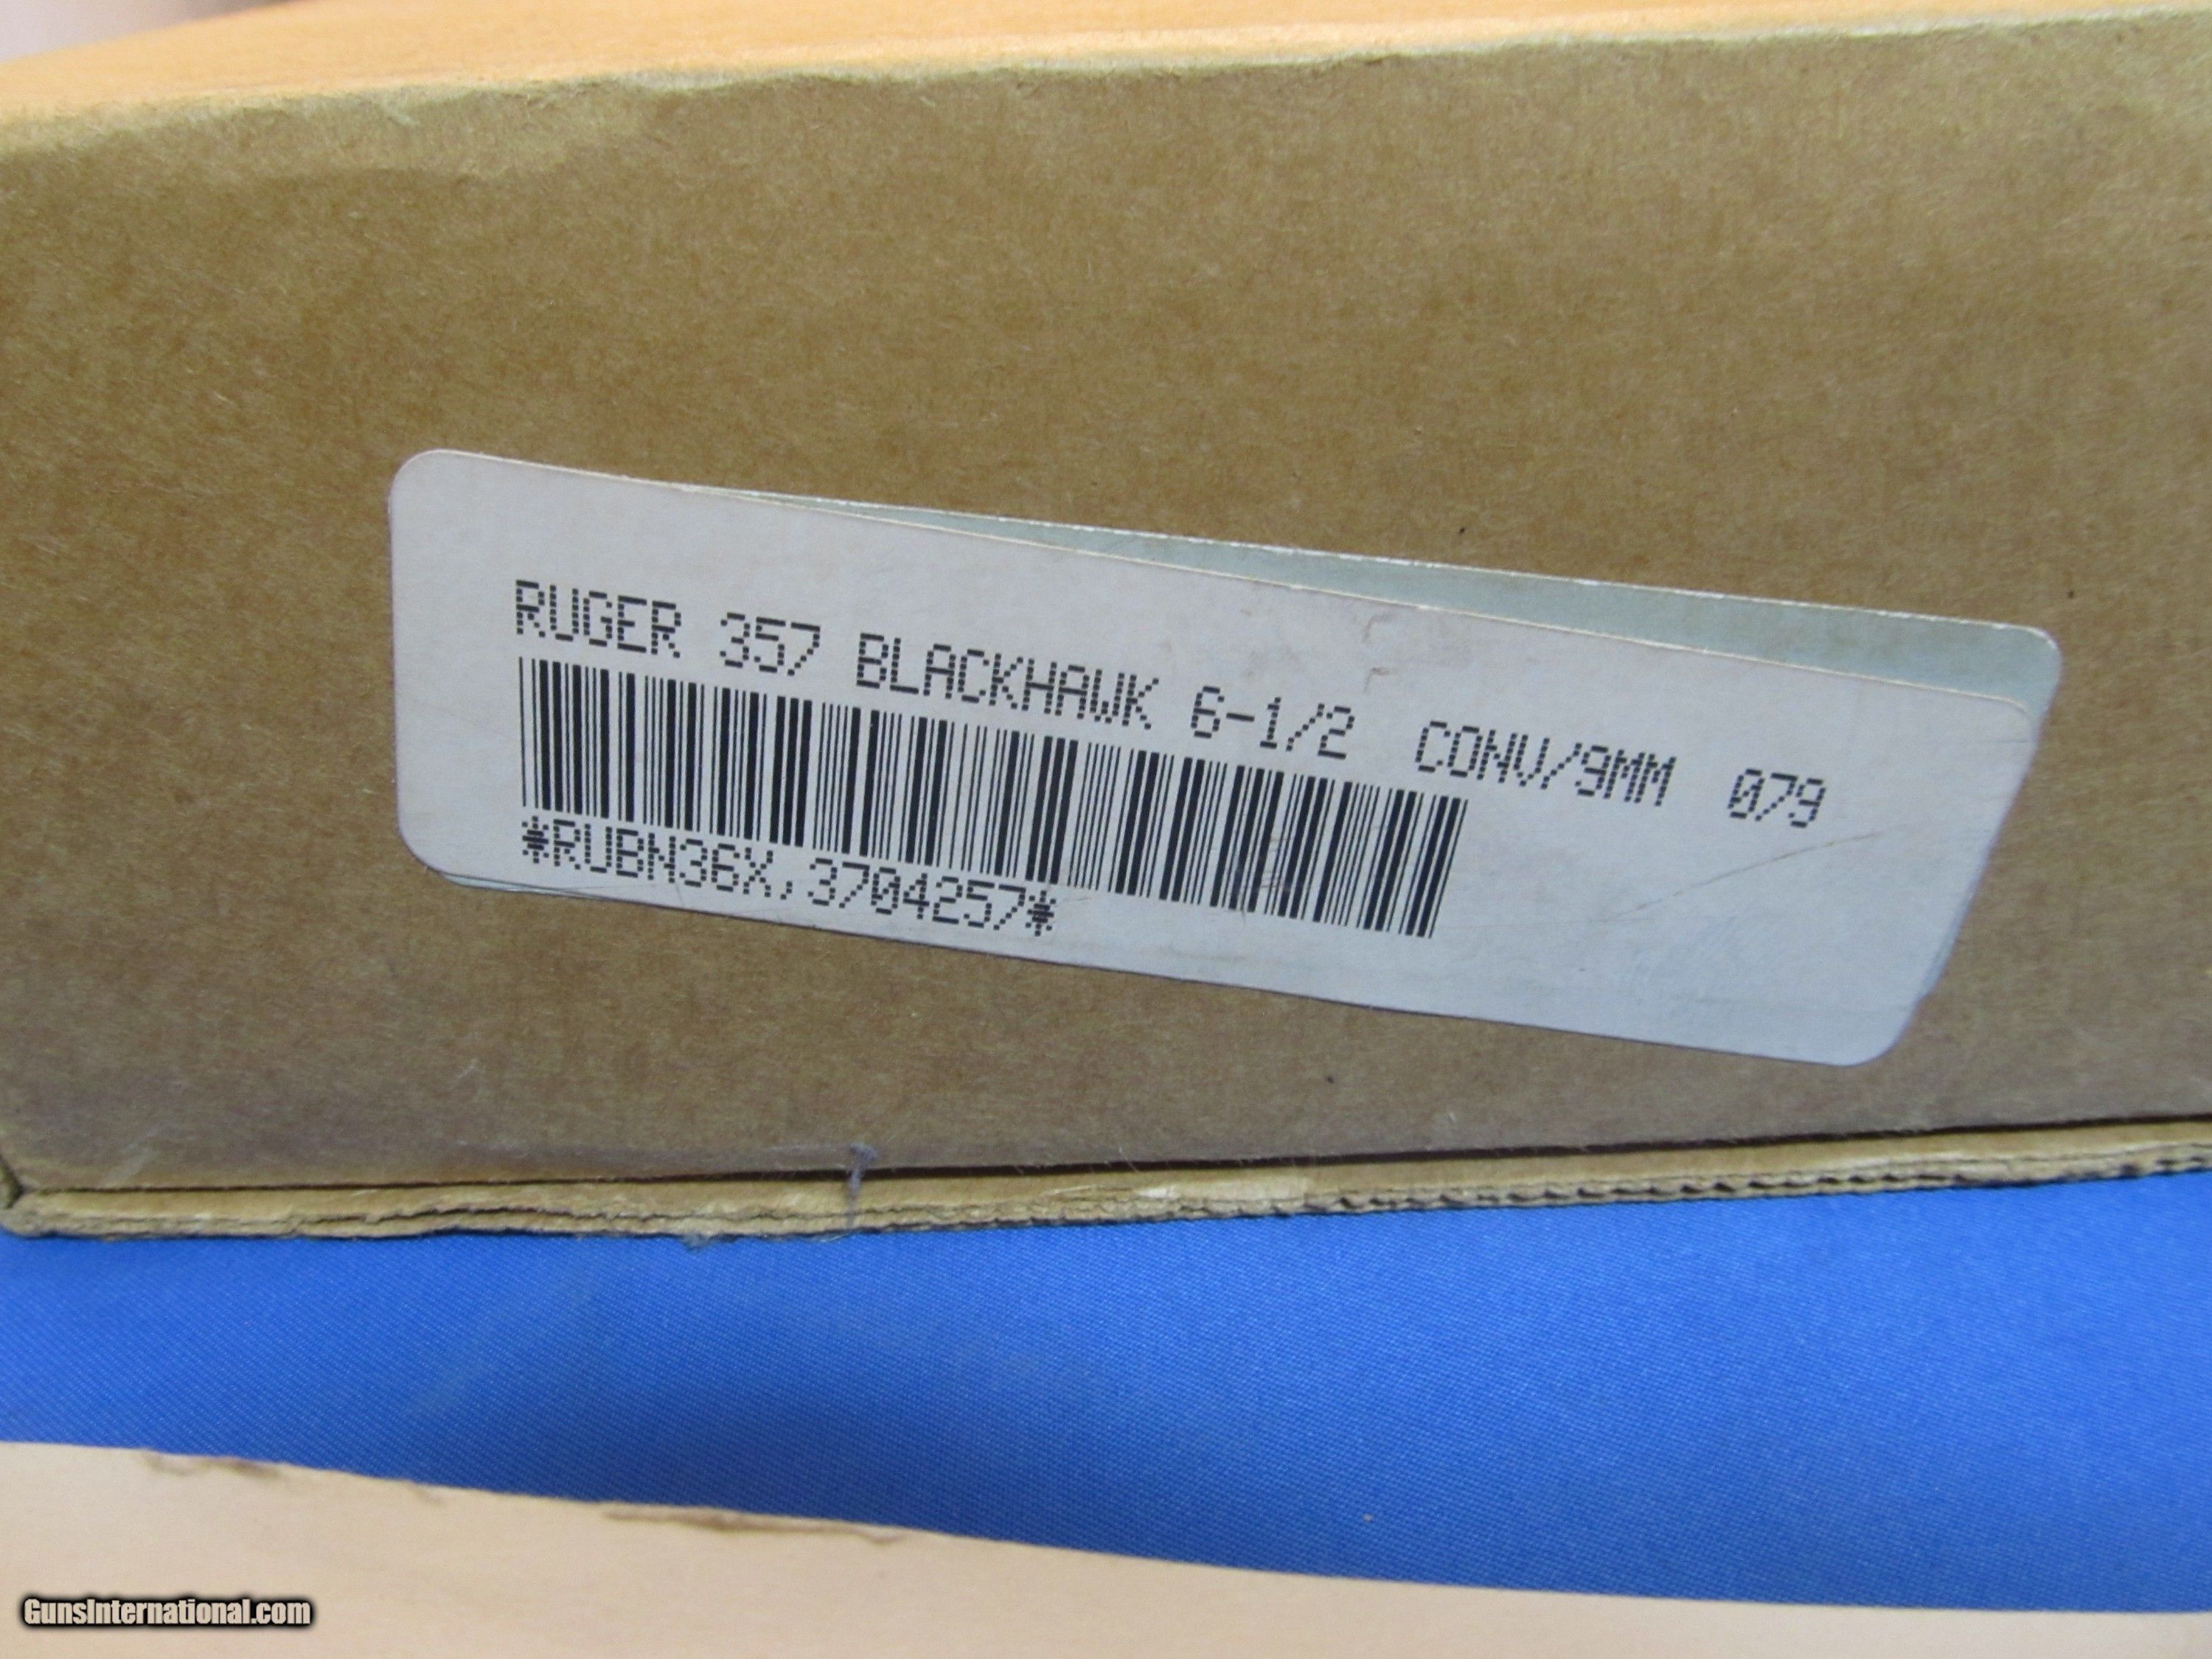 RUGER 357 BLACKHAWK 6-1/2 CONV/9MM 079
*RUBN36X,3704257*
GunsInternational.com